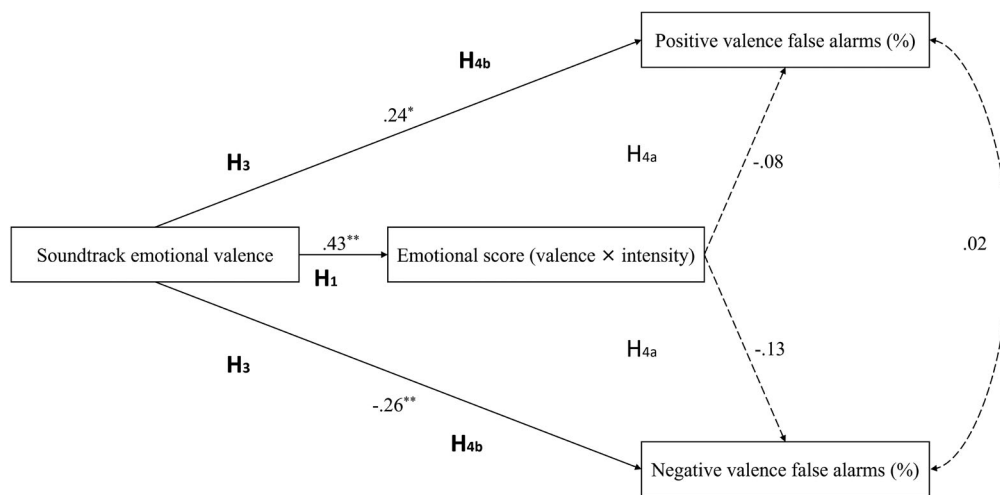 Positive valence false alarms (%)
H4b
.24*
H3
H4a
-.08
Soundtrack emotional valence
.43**
H1
Emotional score (valence × intensity)
.02
H4a
-.13
H3
-.26**
H4b
Negative valence false alarms (%)